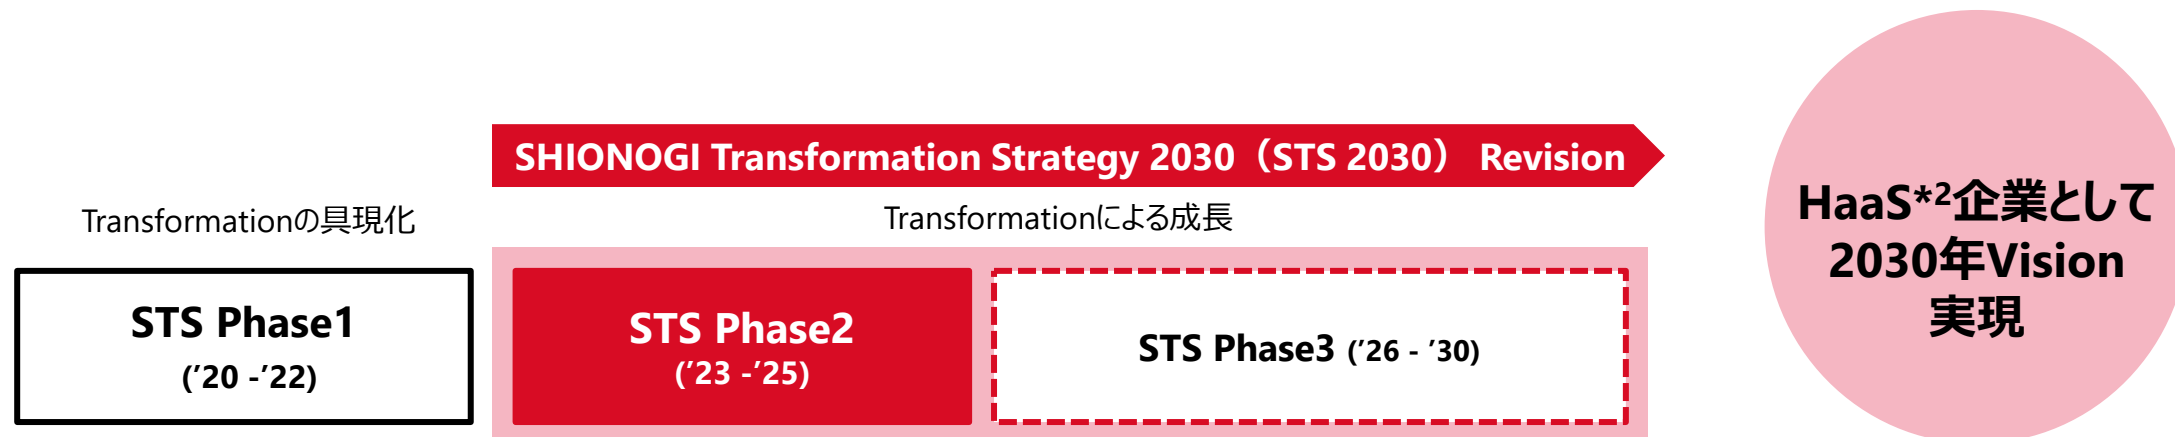 SHIONOGI Transformation Strategy 2030（STS 2030） Revision
Transformationの具現化
Transformationによる成長
STS Phase1
(’20 -’22)
STS Phase2
(’23 -’25)
STS Phase3 (’26 - ’30)
HaaS*2企業として
2030年Vision
実現